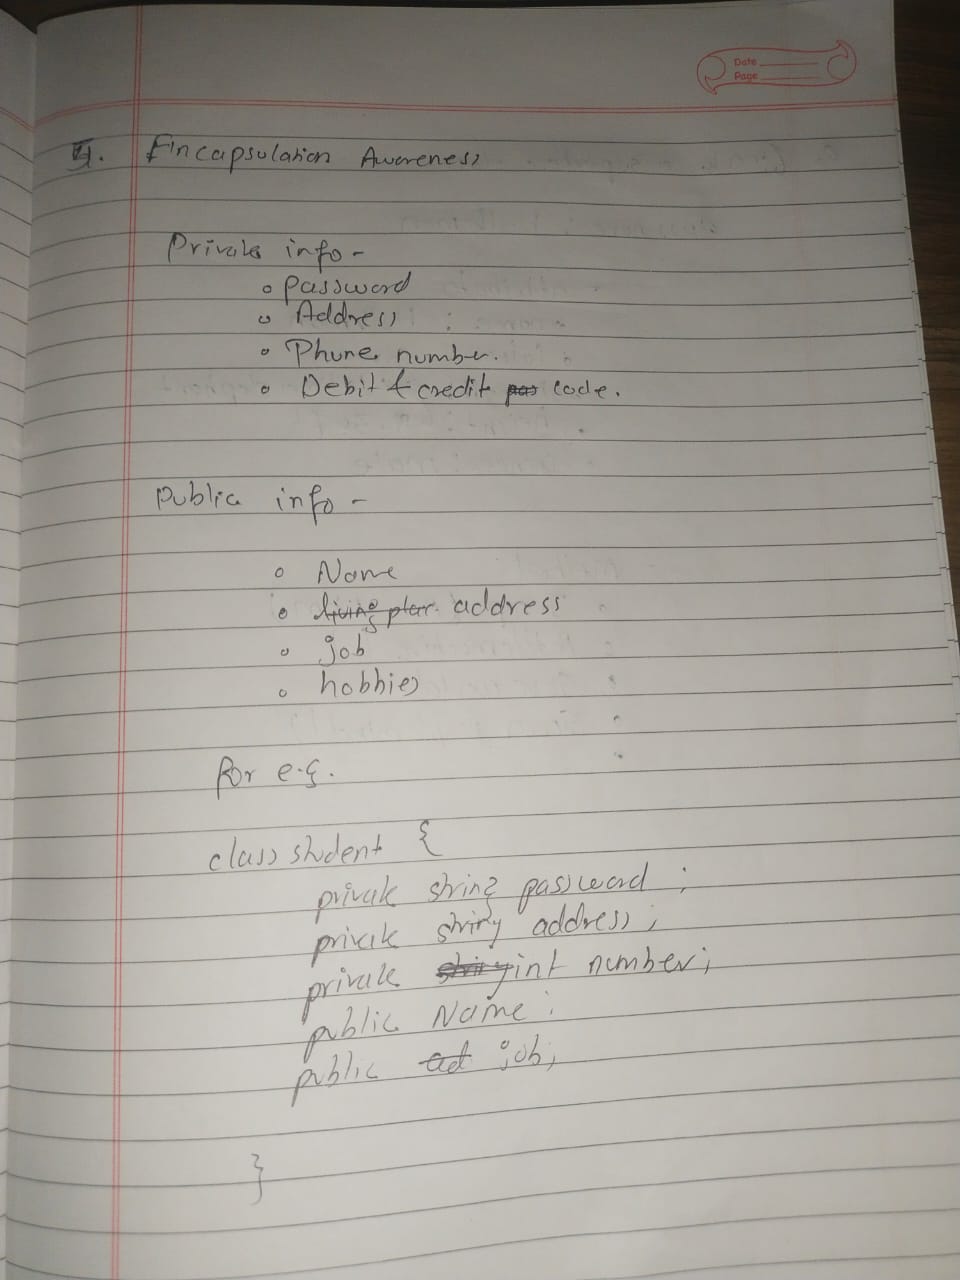 Date
Page
4. Encapsulation Awareness
Private info -
Password
Address
Phone number.
Debit & credit pas code.
Public info -
Name
living plac. address
job
hobbies
for e.g.
class student {
private string password ;
private string address ;
private string int number ;
public Name ;
public ad job ;
}